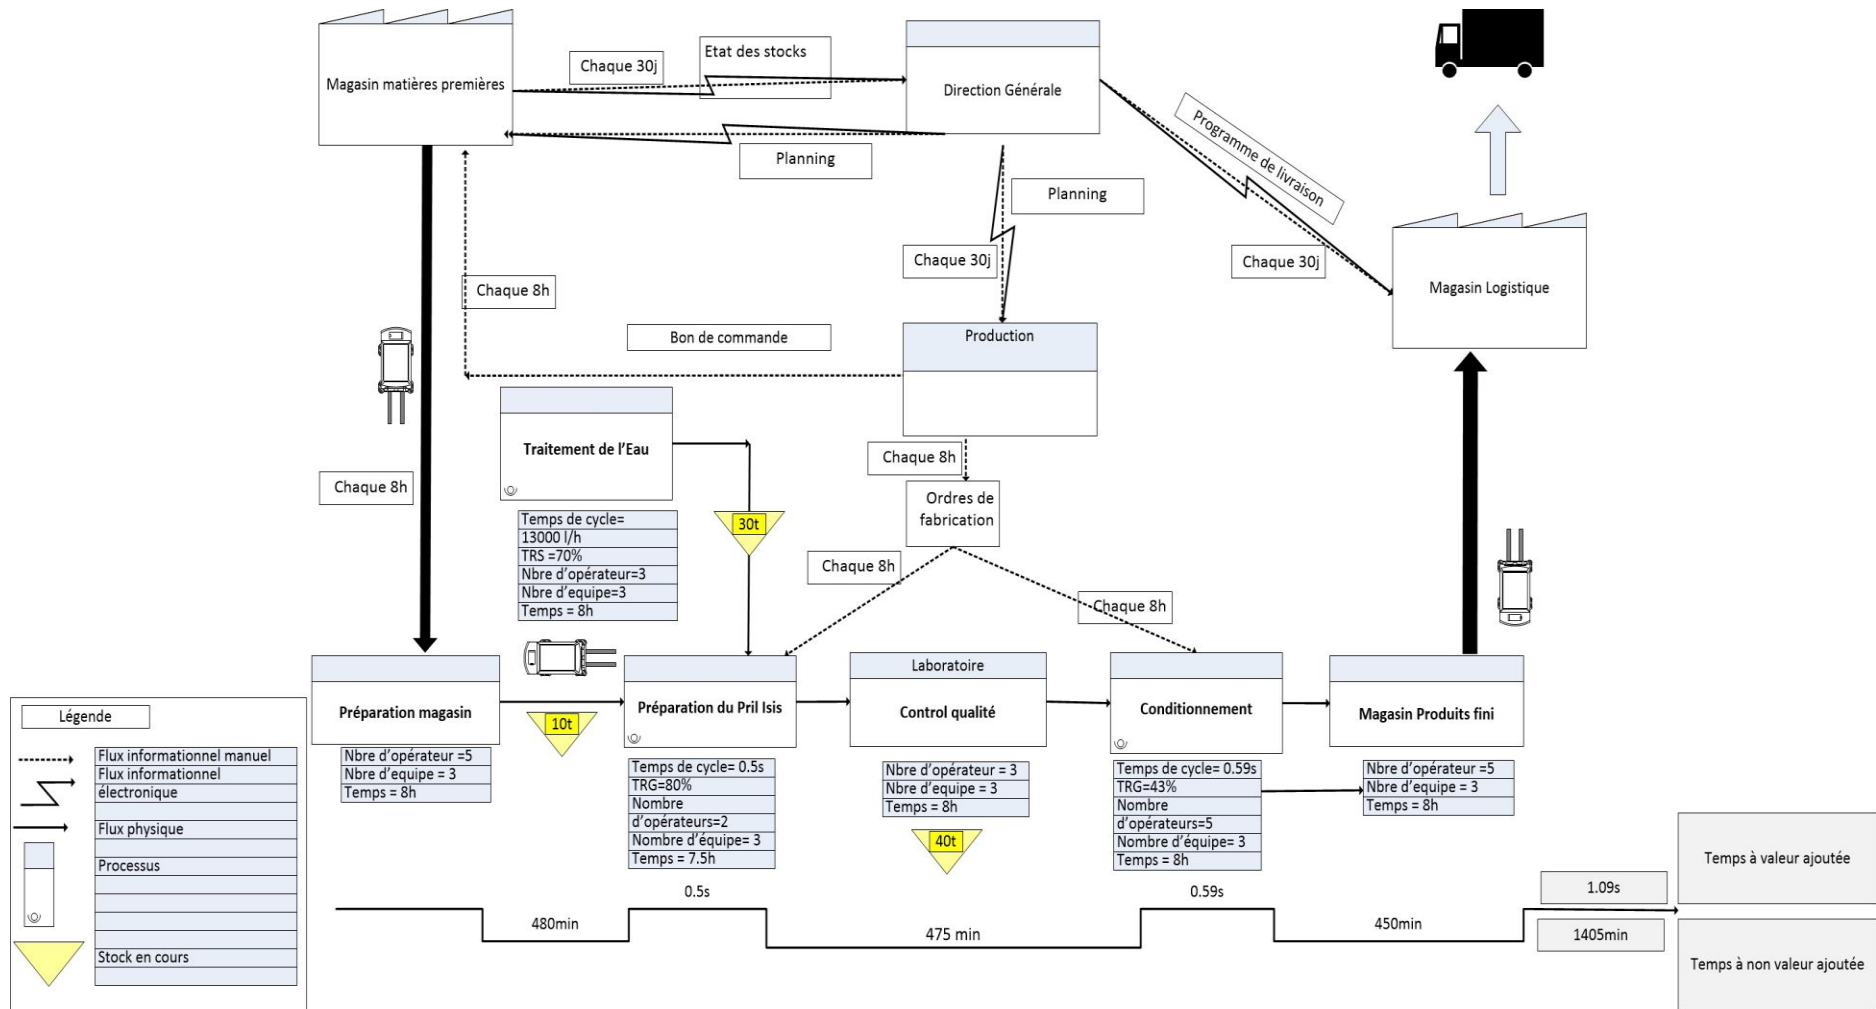 Magasin matières premières
Chaque 30j
Etat des stocks
Direction Générale
Planning
Programme de livraison
Planning
Chaque 30j
Chaque 30j
Magasin Logistique
Chaque 8h
Bon de commande
Production
Chaque 8h
Traitement de l’Eau
Temps de cycle=
13000 l/h
TRS =70%
Nbre d’opérateur=3
Nbre d’equipe=3
Temps = 8h
30t
Chaque 8h
Ordres de
fabrication
Chaque 8h
Chaque 8h
Préparation magasin
Nbre d’opérateur =5
Nbre d’equipe = 3
Temps = 8h
10t
Préparation du Pril Isis
Temps de cycle= 0.5s
TRG=80%
Nombre
d’opérateurs=2
Nombre d’équipe= 3
Temps = 7.5h
Laboratoire
Control qualité
Nbre d’opérateur = 3
Nbre d’equipe = 3
Temps = 8h
40t
Conditionnement
Temps de cycle= 0.59s
TRG=43%
Nombre
d’opérateurs=5
Nombre d’équipe= 3
Temps = 8h
Magasin Produits fini
Nbre d’opérateur =5
Nbre d’equipe = 3
Temps = 8h
Légende
Flux informationnel manuel
Flux informationnel
électronique
Flux physique
Processus
Stock en cours
480min
0.5s
475 min
0.59s
450min
1.09s
1405min
Temps à valeur ajoutée
Temps à non valeur ajoutée